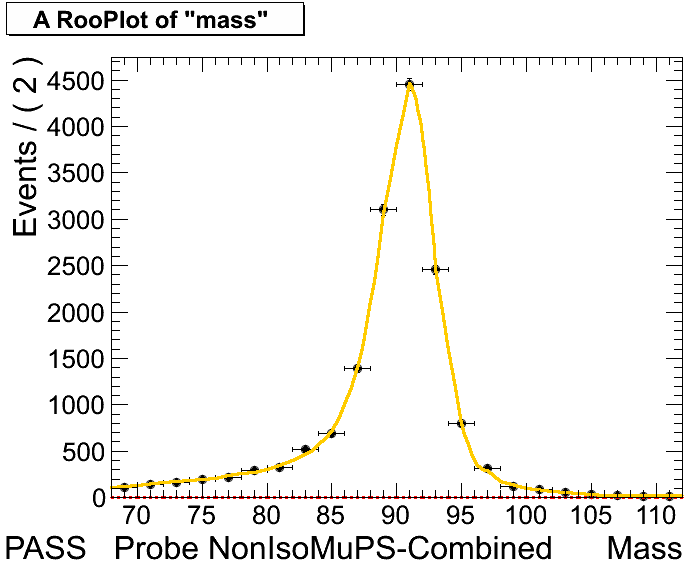 A RooPlot of "mass"
Events / ( 2 )
4500
4000
3500
3000
2500
2000
1500
1000
500
0
70 75 80 85 90 95 100 105 110
PASS Probe NonIsoMuPS-Combined Mass